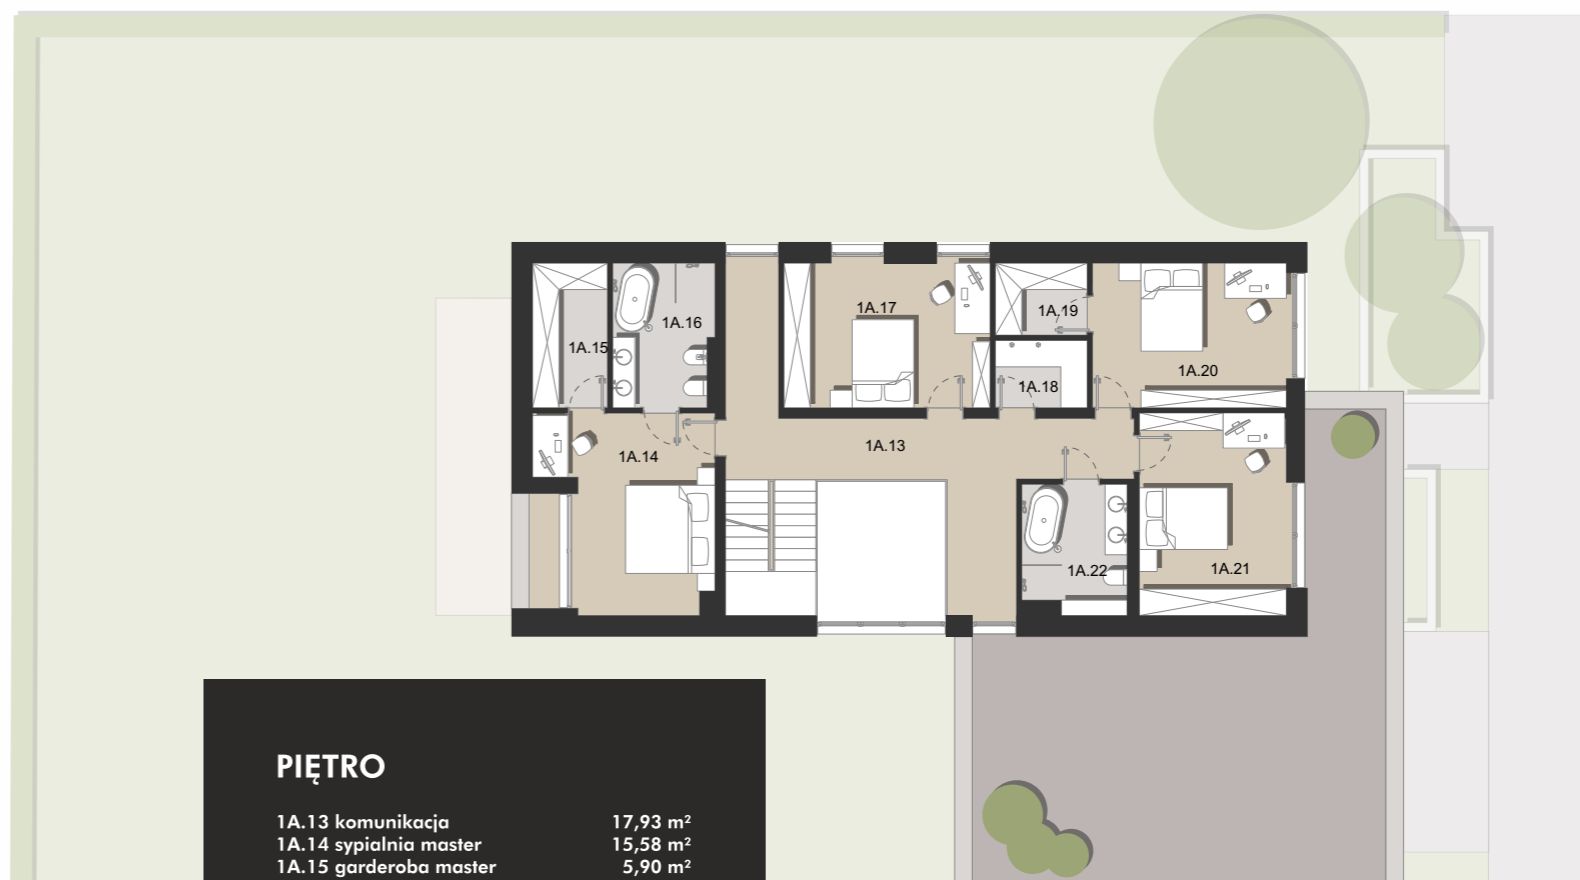 1A.17
1A.19
1A.16
1A.15
1A.20
1A.18
1A.13
1A.14
1A.22
1A.21
PIĘTRO
1A.13 komunikacja 17,93 m²
1A.14 sypialnia master 15,58 m²
1A.15 garderoba master 5,90 m²